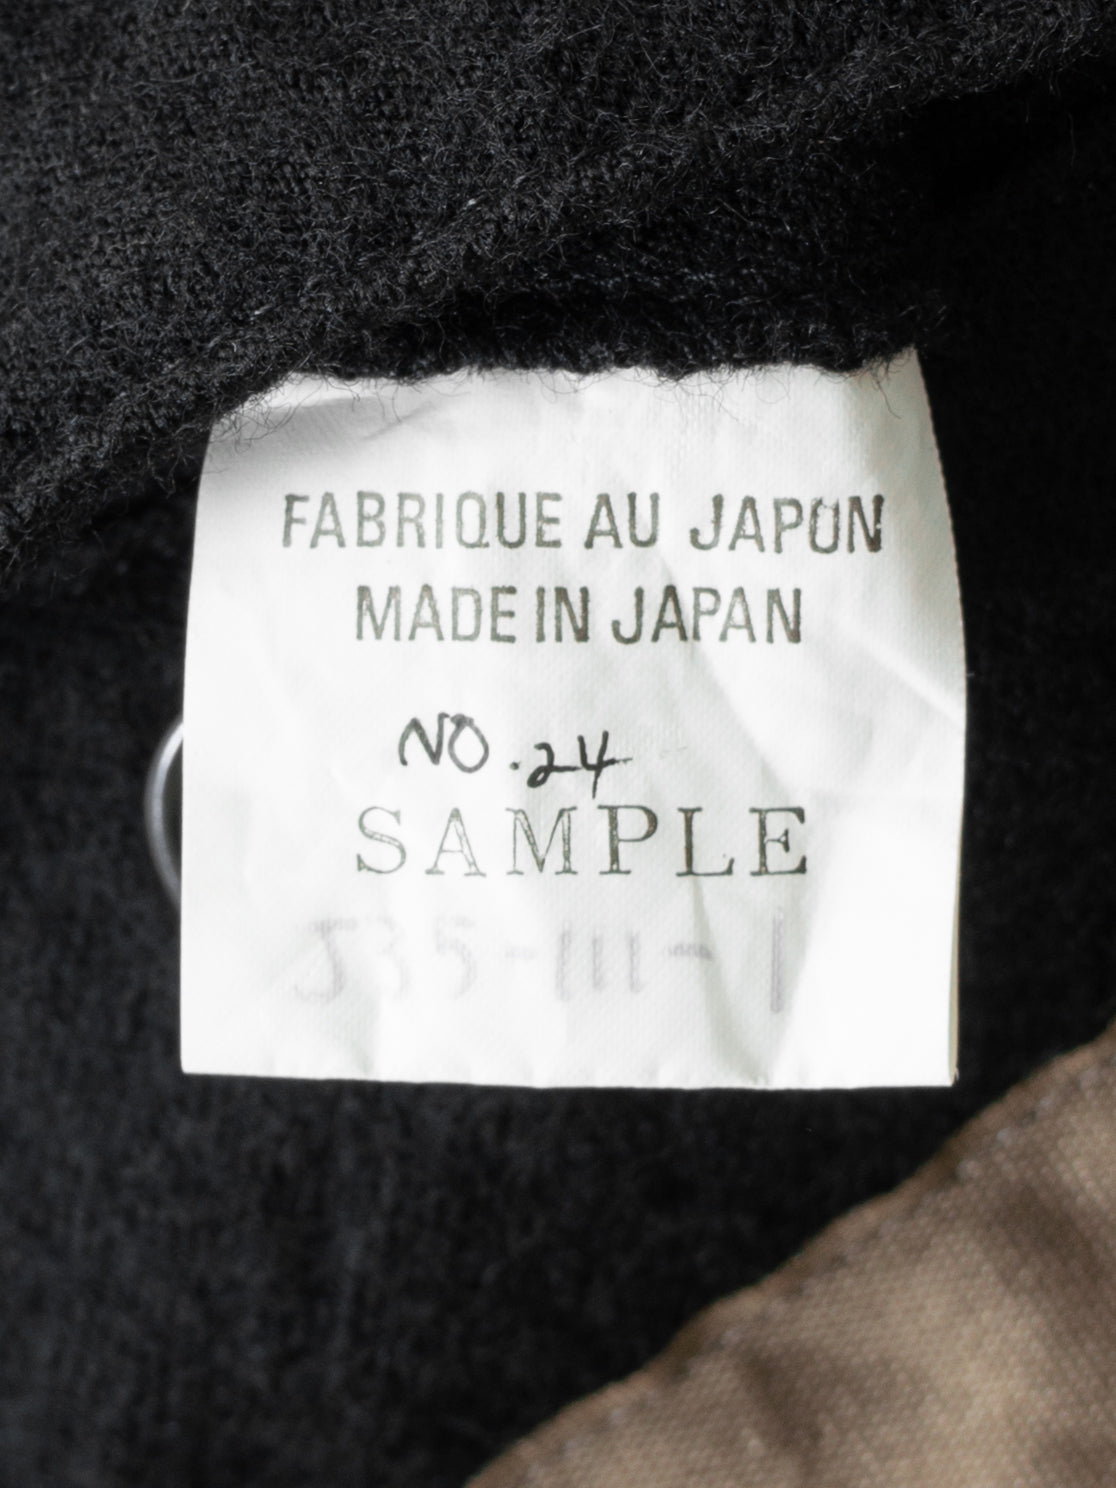 FABRIQUE AU JAPON
MADE IN JAPAN
NO.24
SAMPLE